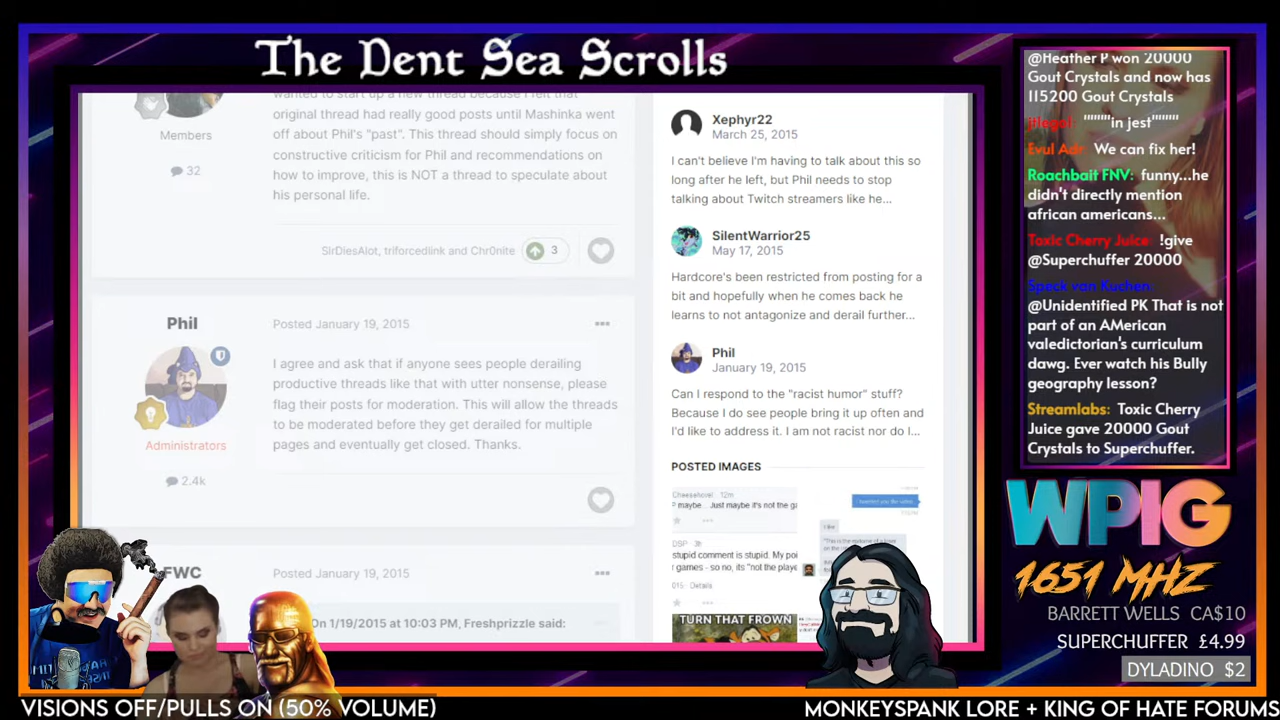 The Dent Sea Scrolls
wanted to start up a new thread because I felt that
original thread had really good posts until Mashinka went
off about Phil's "past". This thread should simply focus on
constructive criticism for Phil and recommendations on
how to improve, this is NOT a thread to speculate about
his personal life.
Members
32
SirDiesAlot, triforcedlink and Chr0nite 3
Phil
Posted January 19, 2015
I agree and ask that if anyone sees people derailing
productive threads like that with utter nonsense, please
flag their posts for moderation. This will allow the threads
to be moderated before they get derailed for multiple
pages and eventually get closed. Thanks.
Administrators
2.4k
FWC
Posted January 19, 2015
On 1/19/2015 at 10:03 PM, Freshprizzle said:
Xephyr22
March 25, 2015
I can't believe I'm having to talk about this so
long after he left, but Phil needs to stop
talking about Twitch streamers like he...
SilentWarrior25
May 17, 2015
Hardcore's been restricted from posting for a
bit and hopefully when he comes back he
learns to not antagonize and derail further...
Phil
January 19, 2015
Can I respond to the "racist humor" stuff?
Because I do see people bring it up often and
I'd like to address it. I am not racist nor do I...
POSTED IMAGES
Cheesehotel · 12m
maybe... Just maybe it's not the ga
DSP · 3h
stupid comment is stupid. My poi
r games - so no, its "not the playe
015 · Details
TURN THAT FROWN
@Heather P won 20000
Gout Crystals and now has
115200 Gout Crystals
""""""in jest""""""
Evul Adr: We can fix her!
Roachbait FNV: funny...he
didn't directly mention
african americans...
Toxic Cherry Juice: !give
@Superchuffer 20000
Speck van Kuchen:
@Unidentified PK That is not
part of an AMerican
valedictorian's curriculum
dawg. Ever watch his Bully
geography lesson?
Streamlabs: Toxic Cherry
Juice gave 20000 Gout
Crystals to Superchuffer.
WPIG
1651 MHZ
BARRETT WELLS CA$10
SUPERCHUFFER £4.99
DYLADINO $2
VISIONS OFF/PULLS ON (50% VOLUME)
MONKEYSPANK LORE + KING OF HATE FORUMS